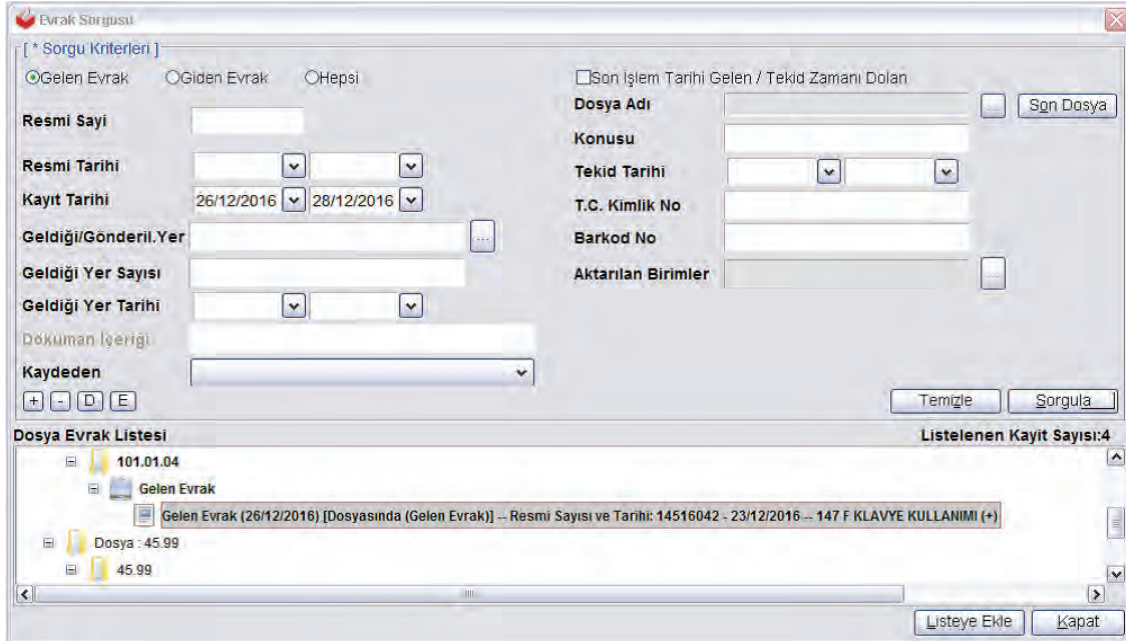 Evrak Sorgusu
[ * Sorgu Kriterleri ]
Gelen Evrak Giden Evrak Hepsi
Son İşlem Tarihi Gelen / Tekid Zamanı Dolan
Resmi Sayi
Dosya Adı ... Son Dosya
Konusu
Resmi Tarihi
Tekid Tarihi
Kayıt Tarihi 26/12/2016 28/12/2016
T.C. Kimlik No
Geldiği/Gönderil.Yer ...
Barkod No
Geldiği Yer Sayısı
Aktarılan Birimler ...
Geldiği Yer Tarihi
Dokuman İçeriği
Kaydeden
+ - D E
Temizle Sorgula
Dosya Evrak Listesi Listelenen Kayit Sayısı:4
101.01.04
Gelen Evrak
Gelen Evrak (26/12/2016) [Dosyasında (Gelen Evrak)] -- Resmi Sayısı ve Tarihi: 14516042 - 23/12/2016 -- 147 F KLAVYE KULLANIMI (+)
Dosya : 45.99
45.99
Listeye Ekle Kapat